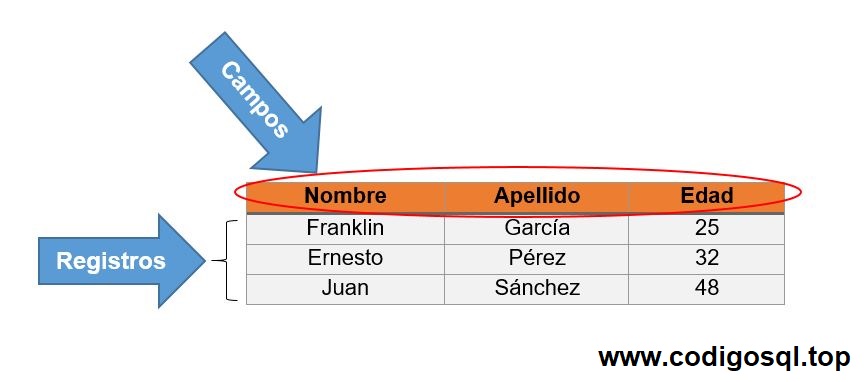 Campos
Nombre Apellido Edad
Franklin García 25
Registros
Ernesto Pérez 32
Juan Sánchez 48
www.codigosql.top